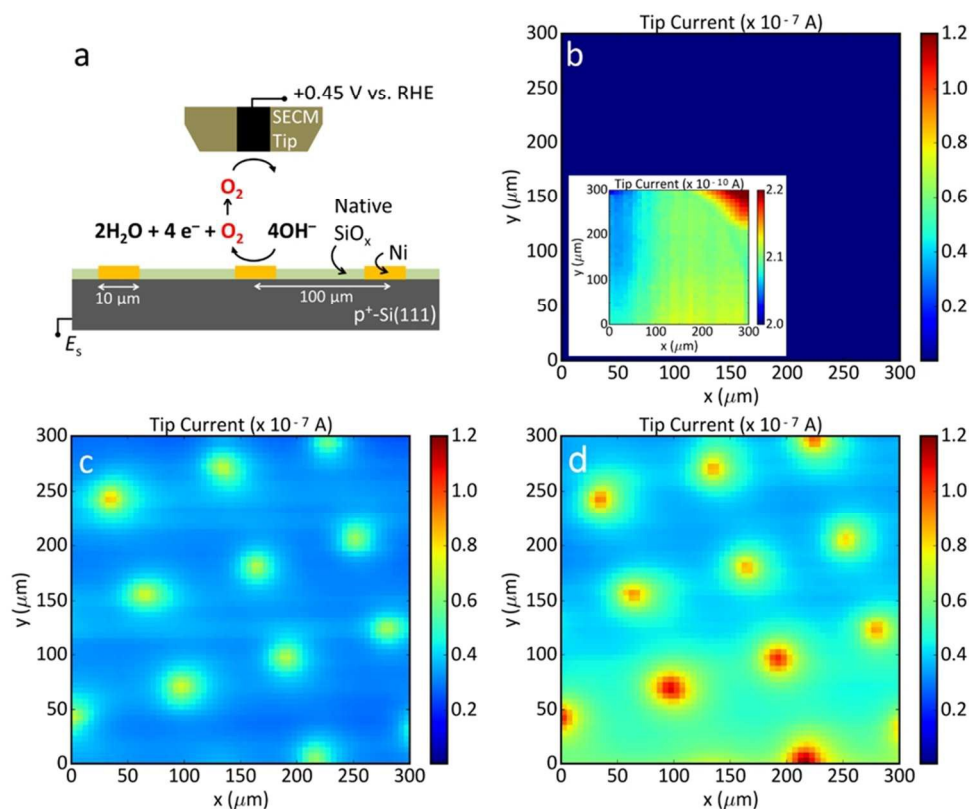 a
+0.45 V vs. RHE
SECM
Tip
O₂
O₂
2H₂O + 4 e⁻ + O₂ 4OH⁻
Native
SiOₓ
Ni
10 μm
100 μm
p⁺-Si(111)
Eₛ
b
Tip Current (x 10⁻⁷ A)
300
250
200
150
100
50
0
y (μm)
0 50 100 150 200 250 300
x (μm)
1.2
1.0
0.8
0.6
0.4
0.2
Tip Current (x 10⁻¹⁰ A)
300
200
100
0
y (μm)
0 100 200 300
x (μm)
2.2
2.1
2.0
c
Tip Current (x 10⁻⁷ A)
300
250
200
150
100
50
0
y (μm)
0 50 100 150 200 250 300
x (μm)
1.2
1.0
0.8
0.6
0.4
0.2
d
Tip Current (x 10⁻⁷ A)
300
250
200
150
100
50
0
y (μm)
0 50 100 150 200 250 300
x (μm)
1.2
1.0
0.8
0.6
0.4
0.2